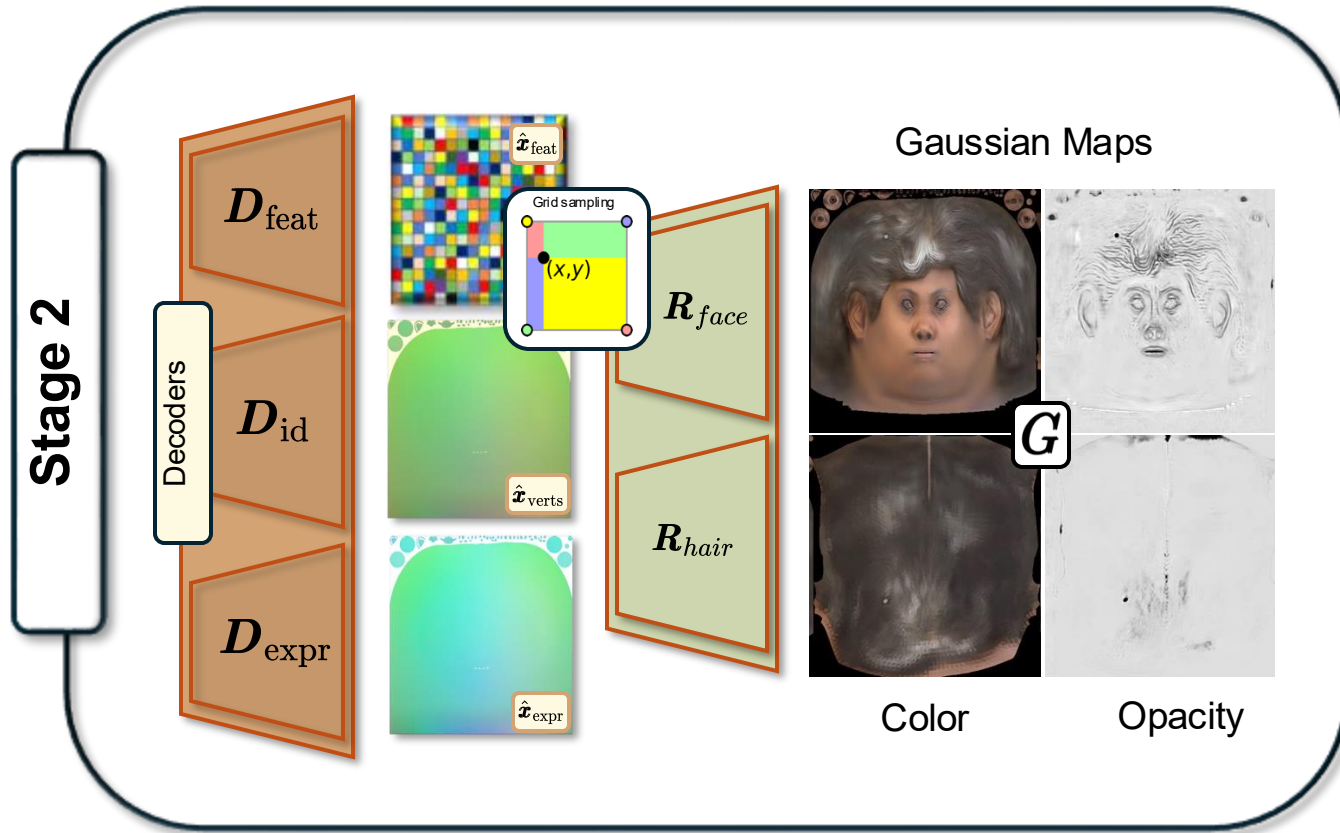 Stage 2
Decoders
D_feat
D_id
D_expr
x̂_feat
x̂_verts
x̂_expr
Grid sampling
(x,y)
R_face
R_hair
Gaussian Maps
G
Color
Opacity